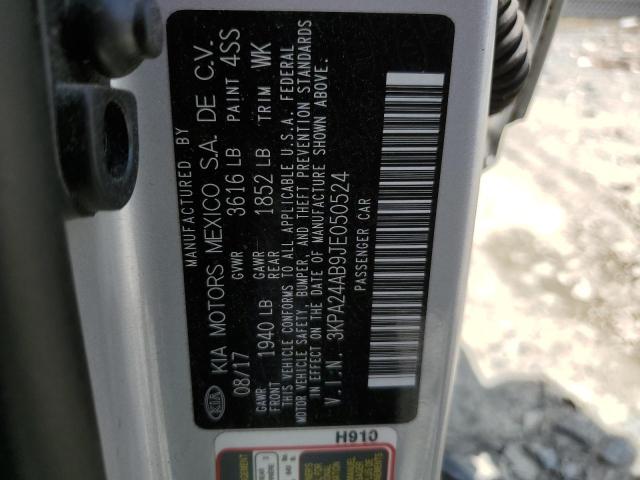 MANUFACTURED BY
KIA KIA MOTORS MEXICO S.A. DE C.V.
08/17 GVWR 3616 LB PAINT 4SS
GAWR FRONT 1940 LB GAWR REAR 1852 LB TRIM WK
THIS VEHICLE CONFORMS TO ALL APPLICABLE U.S.A. FEDERAL
MOTOR VEHICLE SAFETY, BUMPER, AND THEFT PREVENTION STANDARDS
IN EFFECT ON THE DATE OF MANUFACTURE SHOWN ABOVE.
V.I.N. 3KPA24AB9JE050524
PASSENGER CAR
H910